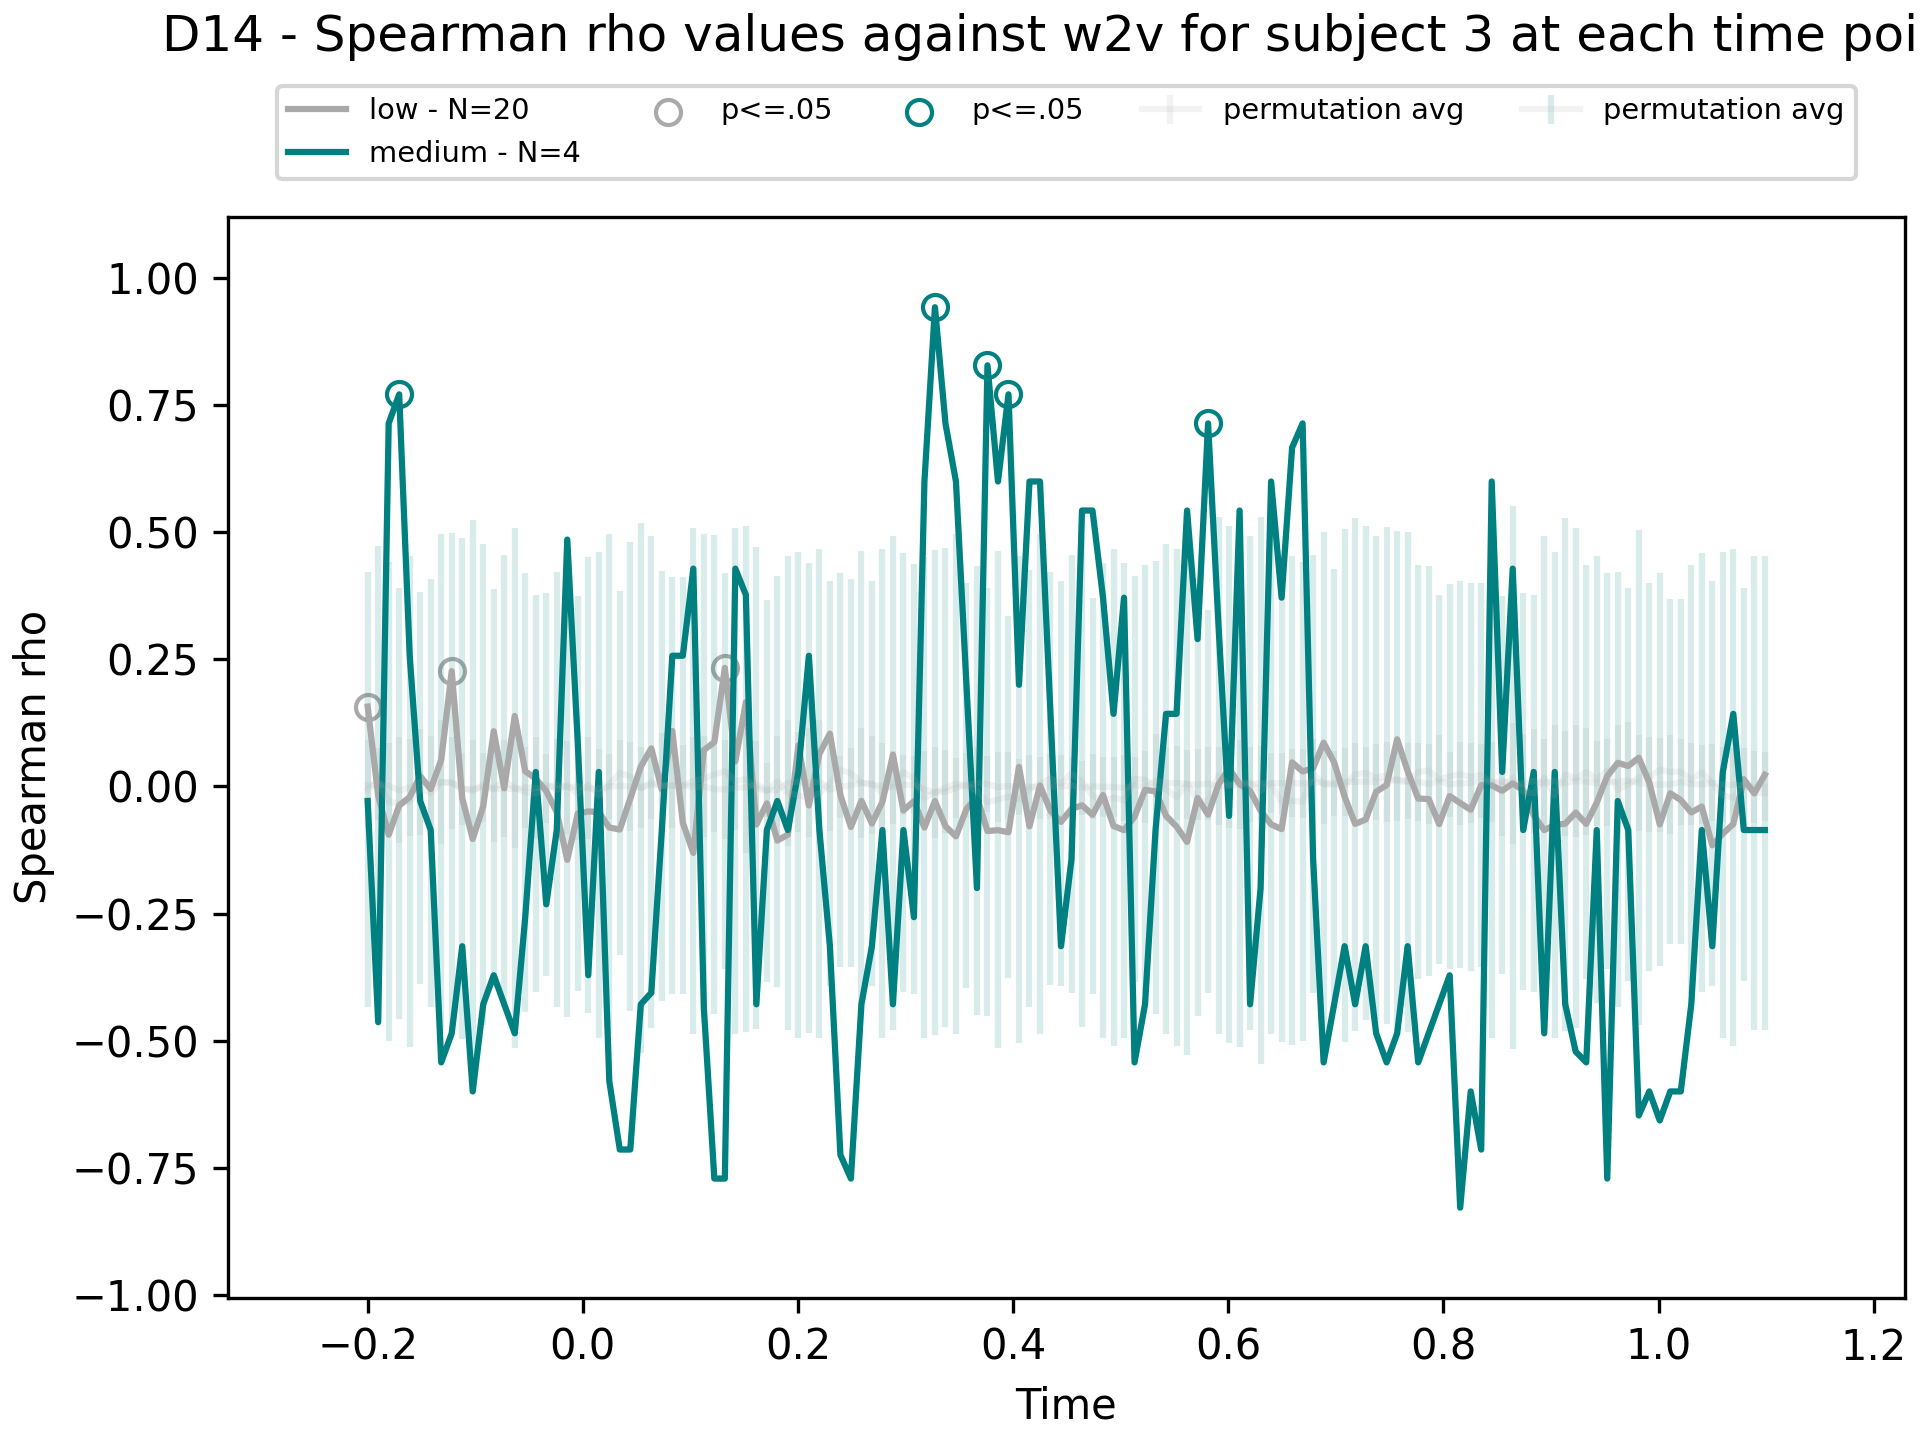 D14 - Spearman rho values against w2v for subject 3 at each time poi
low - N=20
medium - N=4
p<=.05
p<=.05
permutation avg
permutation avg
Spearman rho
1.00
0.75
0.50
0.25
0.00
−0.25
−0.50
−0.75
−1.00
−0.2 0.0 0.2 0.4 0.6 0.8 1.0 1.2
Time